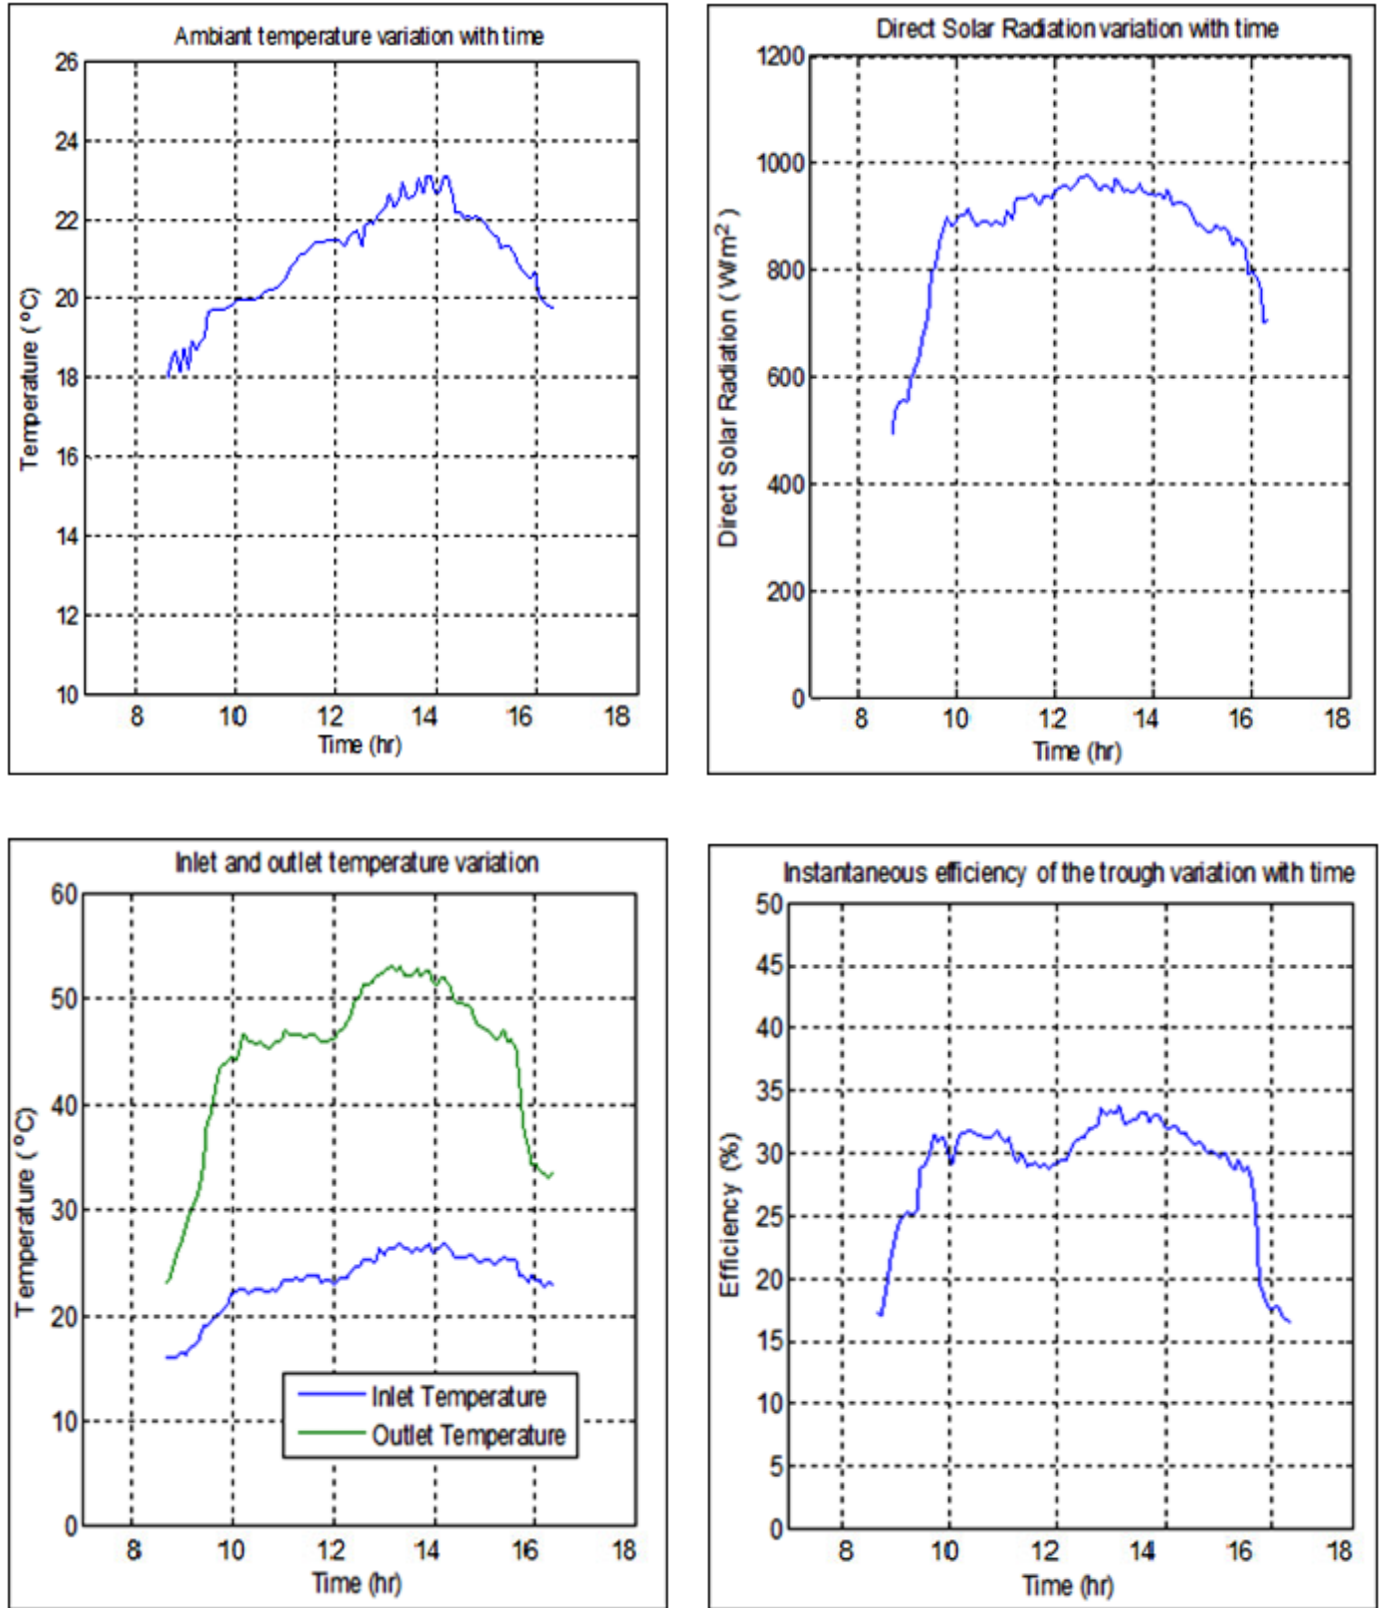 Ambiant temperature variation with time
26
24
22
20
18
16
14
12
10
Temperature ( °C)
8 10 12 14 16 18
Time (hr)
Direct Solar Radiation variation with time
1200
1000
800
600
400
200
0
Direct Solar Radiation ( W/m² )
8 10 12 14 16 18
Time (hr)
Inlet and outlet temperature variation
60
50
40
30
20
10
0
Temperature ( °C)
Inlet Temperature
Outlet Temperature
8 10 12 14 16 18
Time (hr)
Instantaneous efficiency of the trough variation with time
50
45
40
35
30
25
20
15
10
5
0
Efficiency (%)
8 10 12 14 16 18
Time (hr)